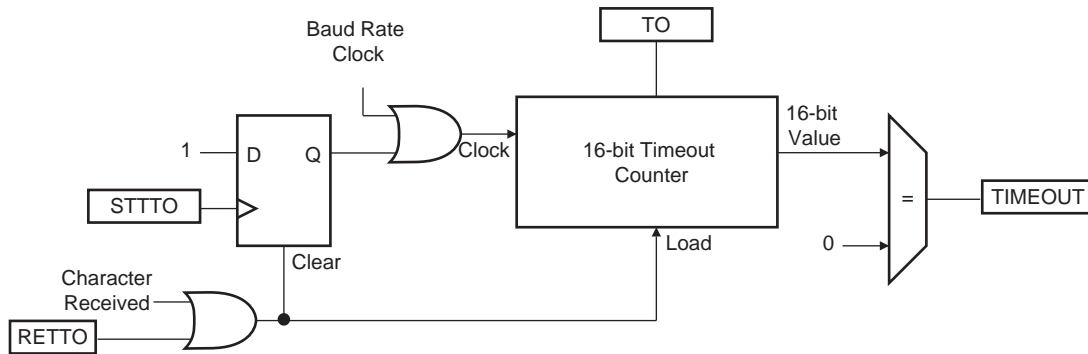 TO
Baud Rate
Clock
16-bit
Value
1
D
Q
Clock
16-bit Timeout
Counter
STTTO
=
TIMEOUT
0
Clear
Load
Character
Received
RETTO